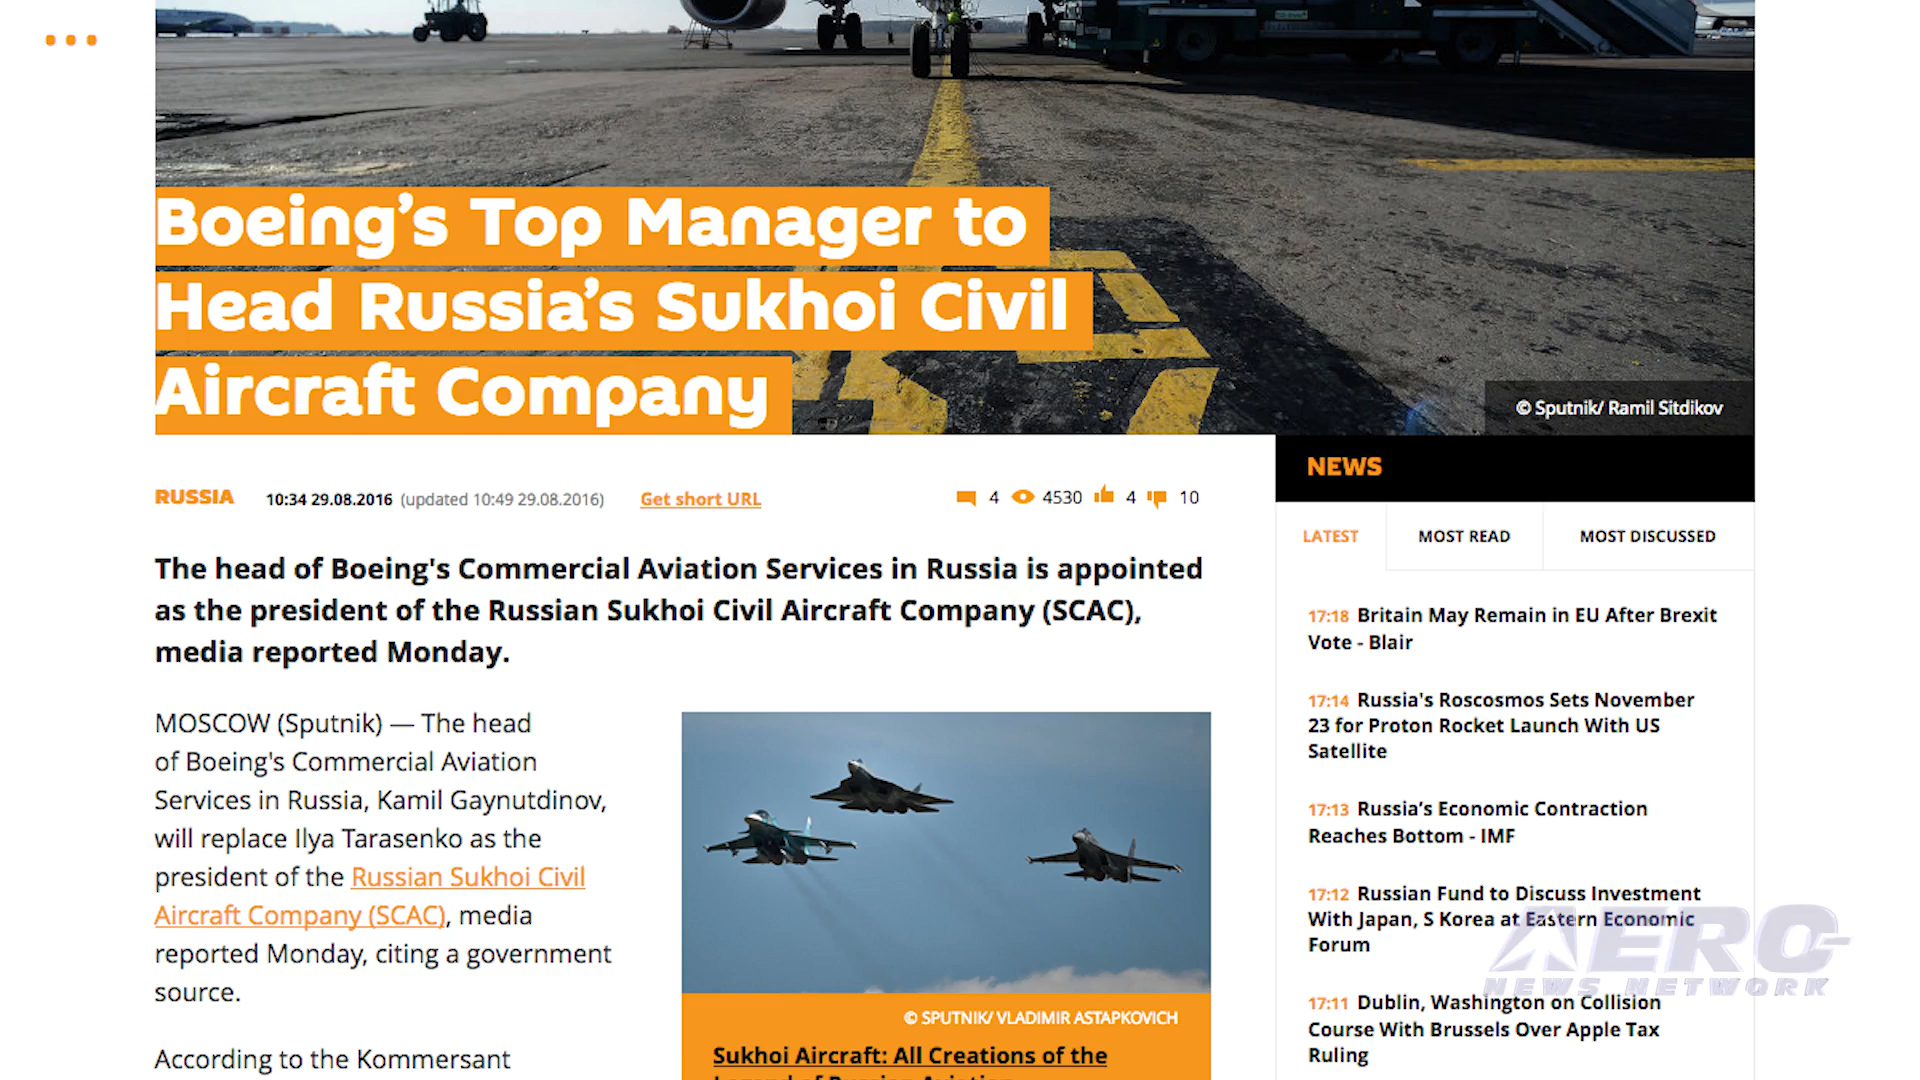 Boeing's Top Manager to
Head Russia's Sukhoi Civil
Aircraft Company
© Sputnik/ Ramil Sitdikov
RUSSIA 10:34 29.08.2016 (updated 10:49 29.08.2016) Get short URL 4 4530 4 10
The head of Boeing's Commercial Aviation Services in Russia is appointed
as the president of the Russian Sukhoi Civil Aircraft Company (SCAC),
media reported Monday.
MOSCOW (Sputnik) — The head
of Boeing's Commercial Aviation
Services in Russia, Kamil Gaynutdinov,
will replace Ilya Tarasenko as the
president of the Russian Sukhoi Civil
Aircraft Company (SCAC), media
reported Monday, citing a government
source.
According to the Kommersant
© SPUTNIK/ VLADIMIR ASTAPKOVICH
Sukhoi Aircraft: All Creations of the
Legend of Russian Aviation
NEWS
LATEST MOST READ MOST DISCUSSED
17:18 Britain May Remain in EU After Brexit
Vote - Blair
17:14 Russia's Roscosmos Sets November
23 for Proton Rocket Launch With US
Satellite
17:13 Russia’s Economic Contraction
Reaches Bottom - IMF
17:12 Russian Fund to Discuss Investment
With Japan, S Korea at Eastern Economic
Forum
17:11 Dublin, Washington on Collision
Course With Brussels Over Apple Tax
Ruling
AERO
NEWS NETWORK